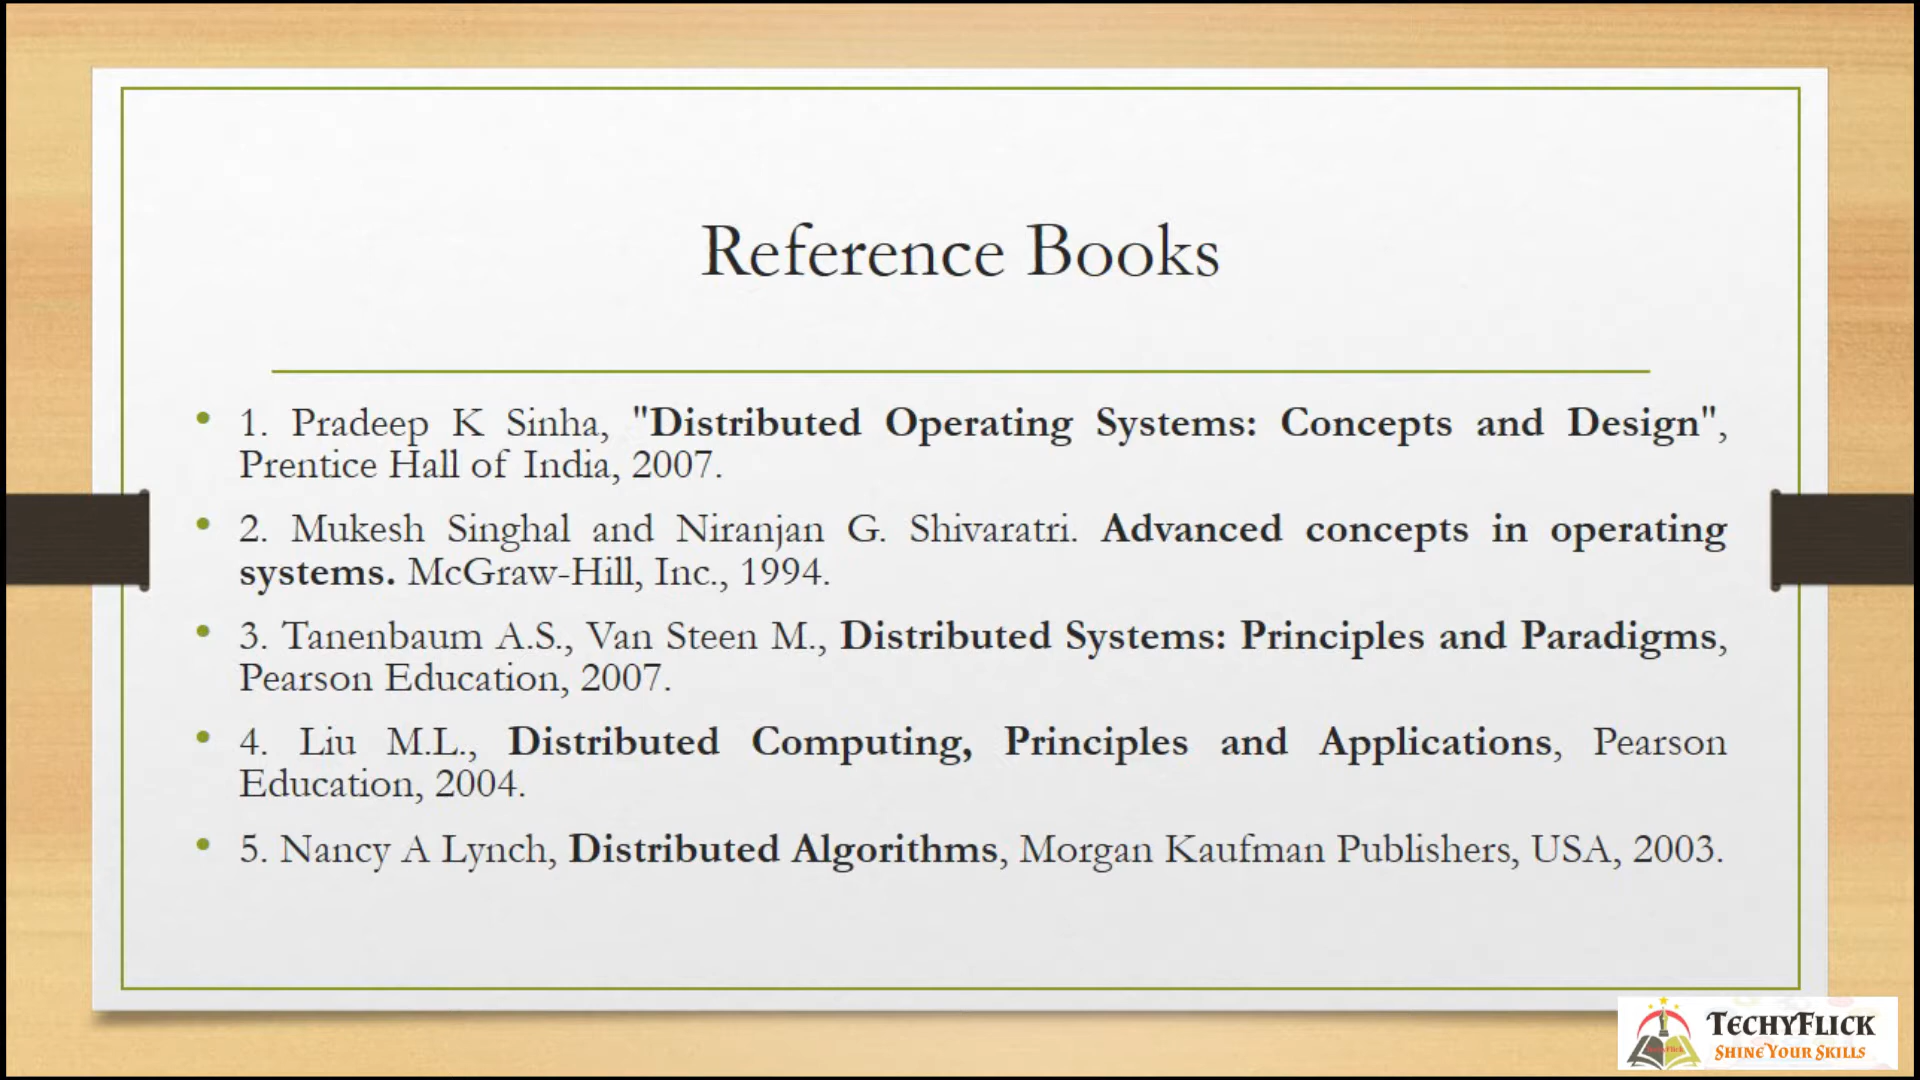 Reference Books
• 1. Pradeep K Sinha, "Distributed Operating Systems: Concepts and Design",
Prentice Hall of India, 2007.
• 2. Mukesh Singhal and Niranjan G. Shivaratri. Advanced concepts in operating
systems. McGraw-Hill, Inc., 1994.
• 3. Tanenbaum A.S., Van Steen M., Distributed Systems: Principles and Paradigms,
Pearson Education, 2007.
• 4. Liu M.L., Distributed Computing, Principles and Applications, Pearson
Education, 2004.
• 5. Nancy A Lynch, Distributed Algorithms, Morgan Kaufman Publishers, USA, 2003.
TECHYFLICK
SHINE YOUR SKILLS